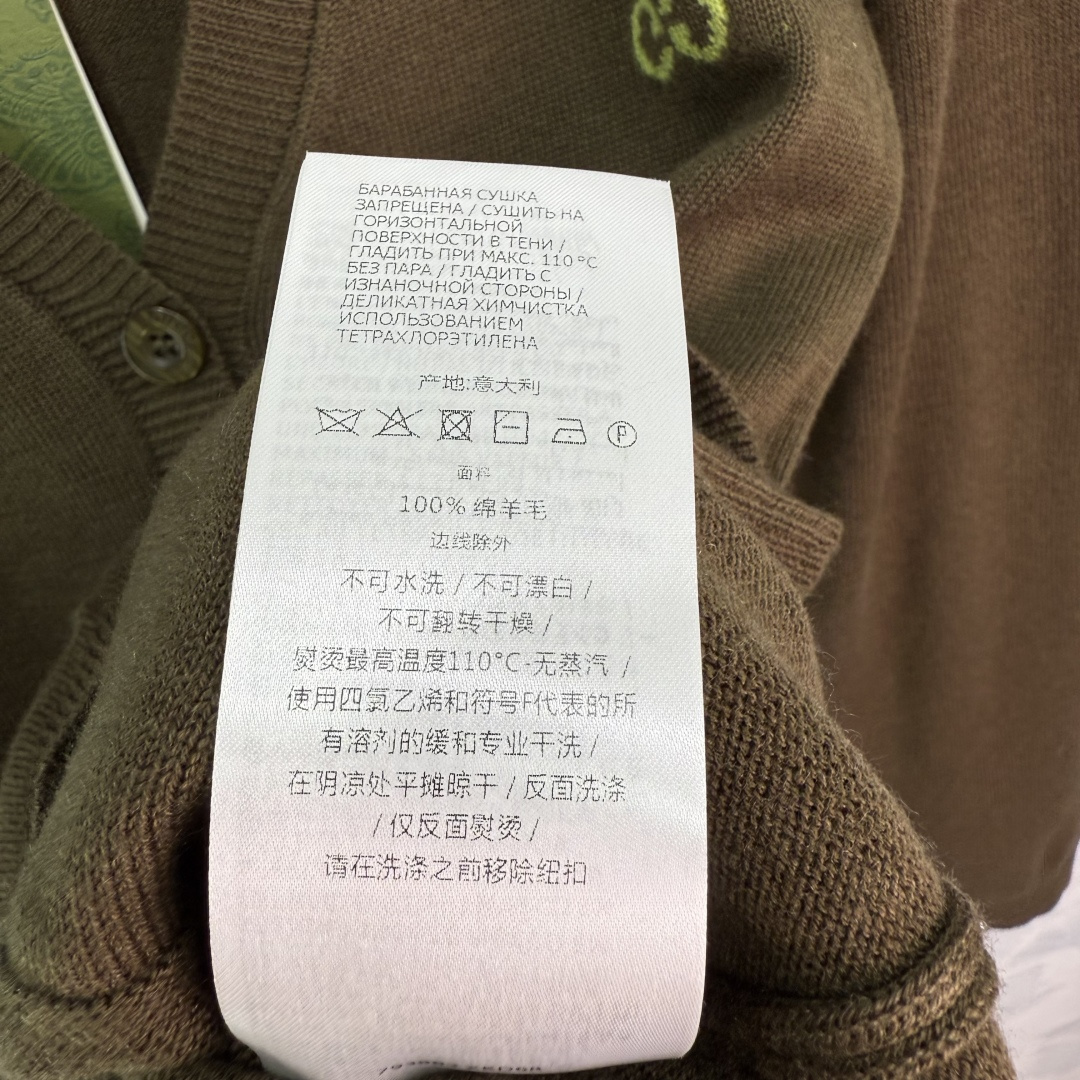 БАРАБАННАЯ СУШКА
ЗАПРЕЩЕНА / СУШИТЬ НА
ГОРИЗОНТАЛЬНОЙ
ПОВЕРХНОСТИ В ТЕНИ /
ГЛАДИТЬ ПРИ МАКС. 110 °C
БЕЗ ПАРА / ГЛАДИТЬ С
ИЗНАНОЧНОЙ СТОРОНЫ /
ДЕЛИКАТНАЯ ХИМЧИСТКА
ИСПОЛЬЗОВАНИЕМ
ТЕТРАХЛОРЭТИЛЕНА
产地:意大利
P
面料
100% 绵羊毛
边线除外
不可水洗 / 不可漂白 /
不可翻转干燥 /
熨烫最高温度110°C-无蒸汽 /
使用四氯乙烯和符号F代表的所
有溶剂的缓和专业干洗 /
在阴凉处平摊晾干 / 反面洗涤
/ 仅反面熨烫 /
请在洗涤之前移除纽扣